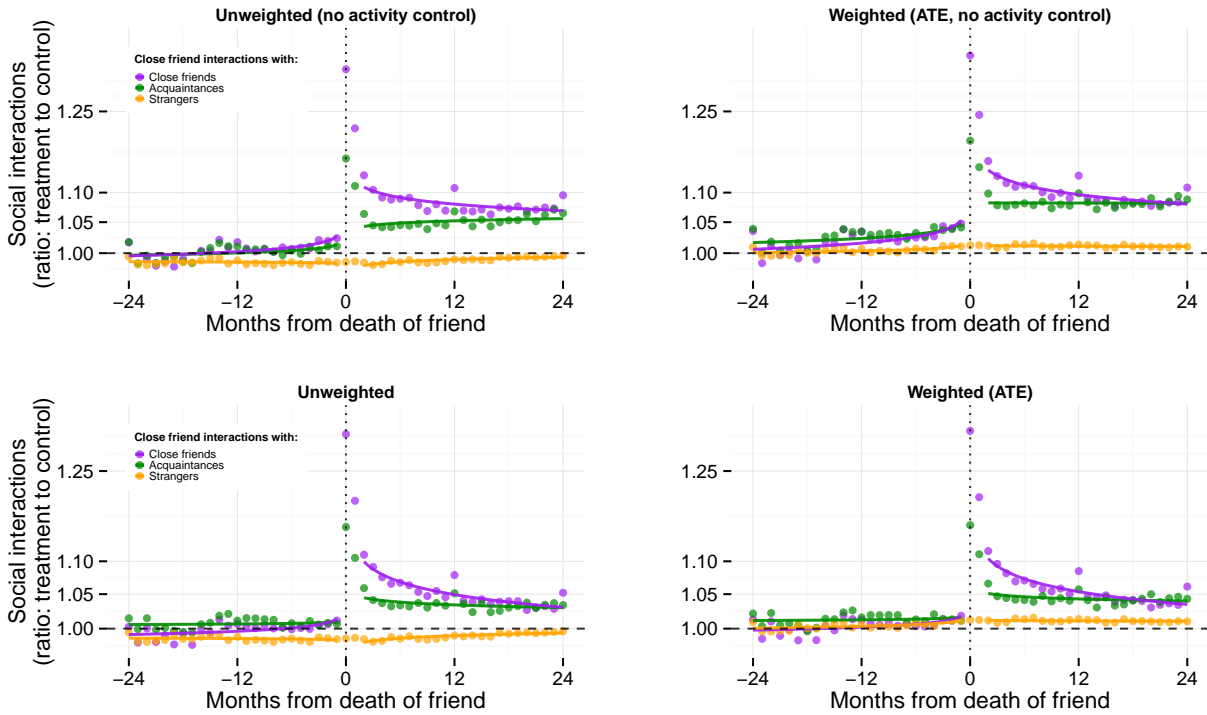 Unweighted (no activity control)
Weighted (ATE, no activity control)
Social interactions
(ratio: treatment to control)
Close friend interactions with:
Close friends
Acquaintances
Strangers
1.25
1.10
1.05
1.00
−24
−12
0
12
24
Months from death of friend
1.25
1.10
1.05
1.00
−24
−12
0
12
24
Months from death of friend
Unweighted
Weighted (ATE)
Social interactions
(ratio: treatment to control)
Close friend interactions with:
Close friends
Acquaintances
Strangers
1.25
1.10
1.05
1.00
−24
−12
0
12
24
Months from death of friend
1.25
1.10
1.05
1.00
−24
−12
0
12
24
Months from death of friend